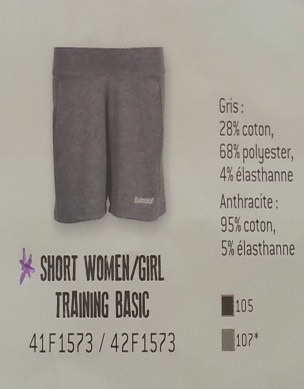 Babolat
Gris :
28% coton,
68% polyester,
4% élasthanne
Anthracite :
95% coton,
5% élasthanne
SHORT WOMEN/GIRL
TRAINING BASIC
41F1573 / 42F1573
105
107*